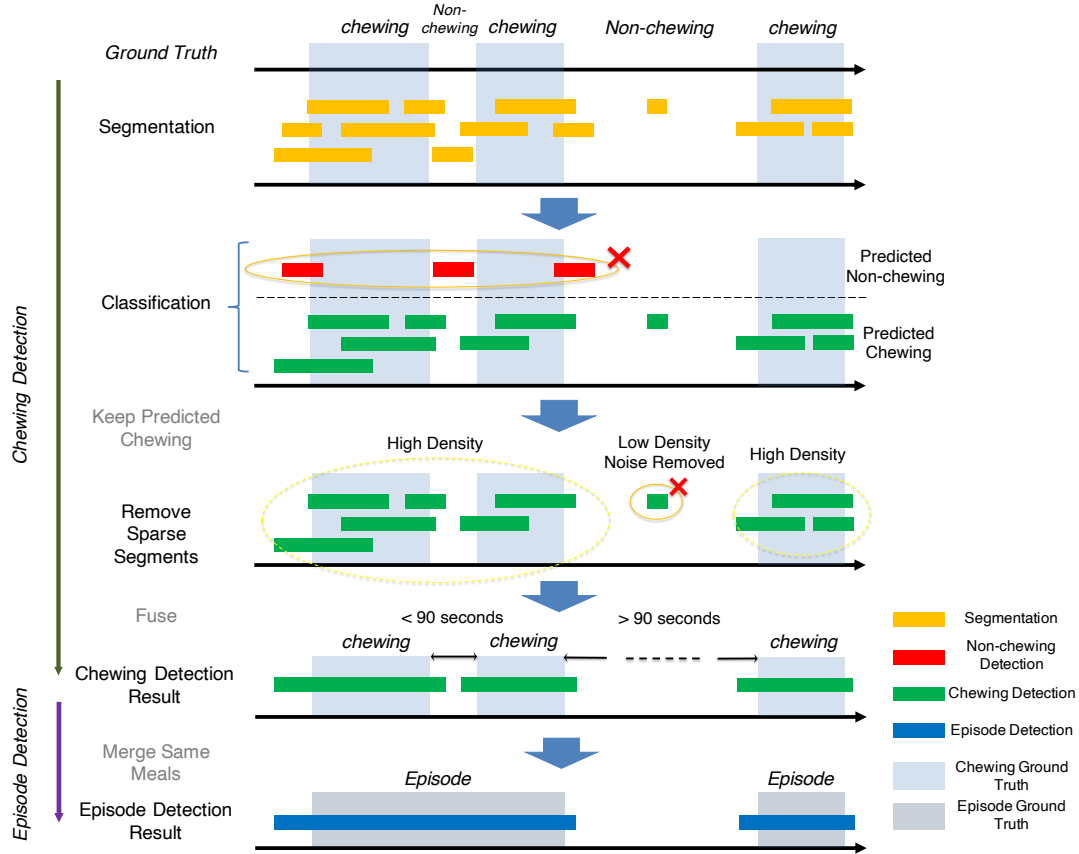 chewing
Non-
chewing
chewing
Non-chewing
chewing
Ground Truth
Segmentation
Predicted
Non-chewing
Classification
Predicted
Chewing
Chewing Detection
Keep Predicted
Chewing
High Density
Low Density
Noise Removed
High Density
Remove
Sparse
Segments
Fuse
< 90 seconds
> 90 seconds
chewing
chewing
chewing
Chewing Detection
Result
Segmentation
Non-chewing
Detection
Chewing Detection
Episode Detection
Chewing Ground
Truth
Episode Ground
Truth
Episode Detection
Merge Same
Meals
Episode
Episode
Episode Detection
Result